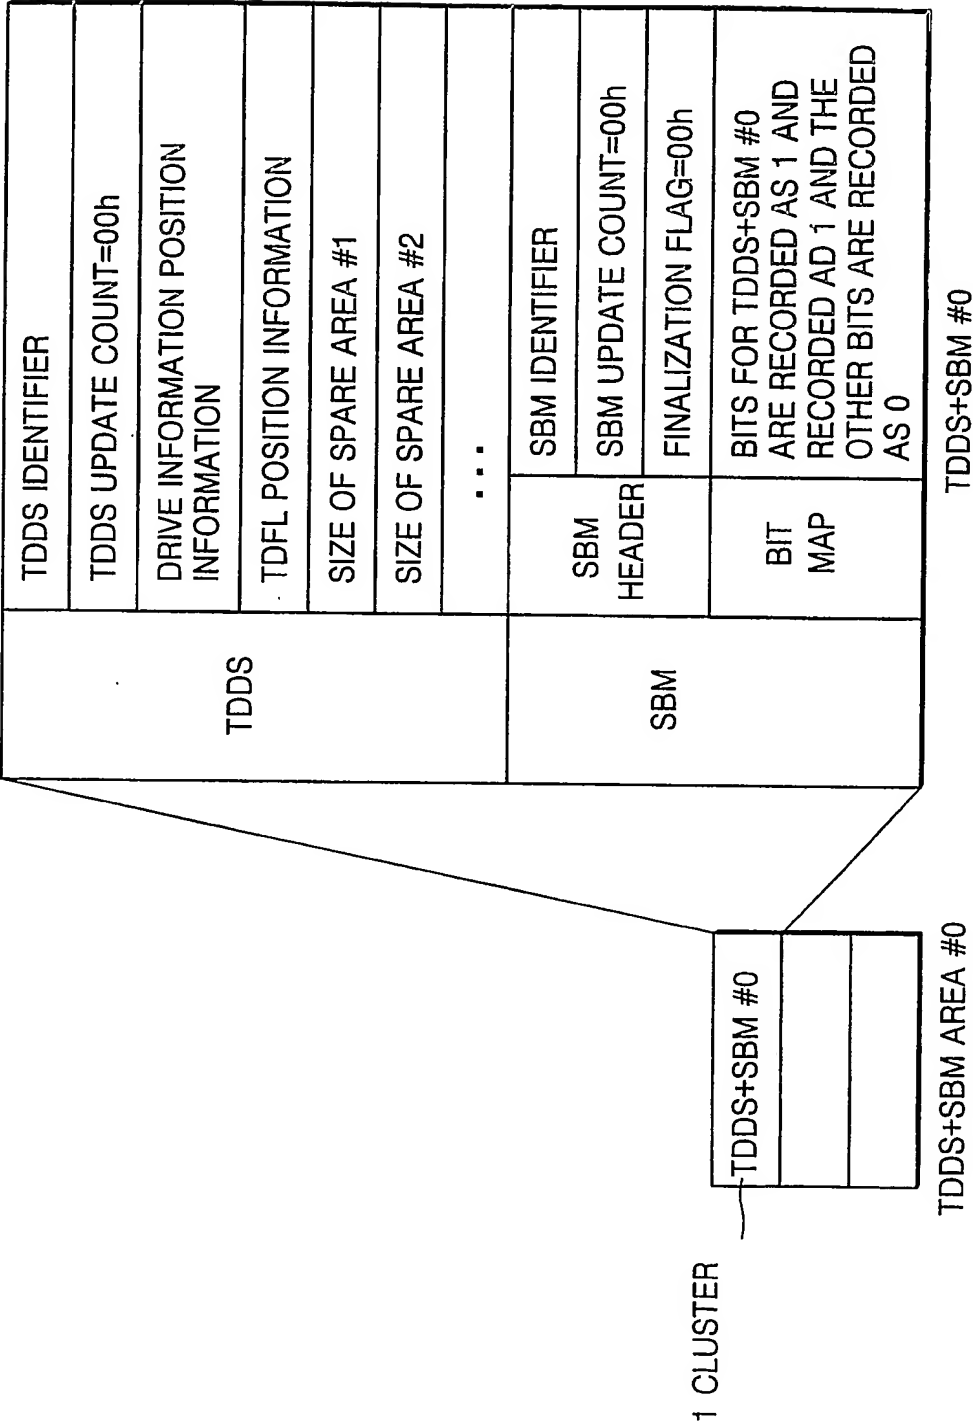 1 CLUSTER
TDDS+SBM #0
TDDS+SBM AREA #0
TDDS
TDDS IDENTIFIER
TDDS UPDATE COUNT=00h
DRIVE INFORMATION POSITION
INFORMATION
TDFL POSITION INFORMATION
SIZE OF SPARE AREA #1
SIZE OF SPARE AREA #2
...
SBM
SBM
HEADER
SBM IDENTIFIER
SBM UPDATE COUNT=00h
FINALIZATION FLAG=00h
BIT
MAP
BITS FOR TDDS+SBM #0
ARE RECORDED AS 1 AND
RECORDED AD 1 AND THE
OTHER BITS ARE RECORDED
AS 0
TDDS+SBM #0